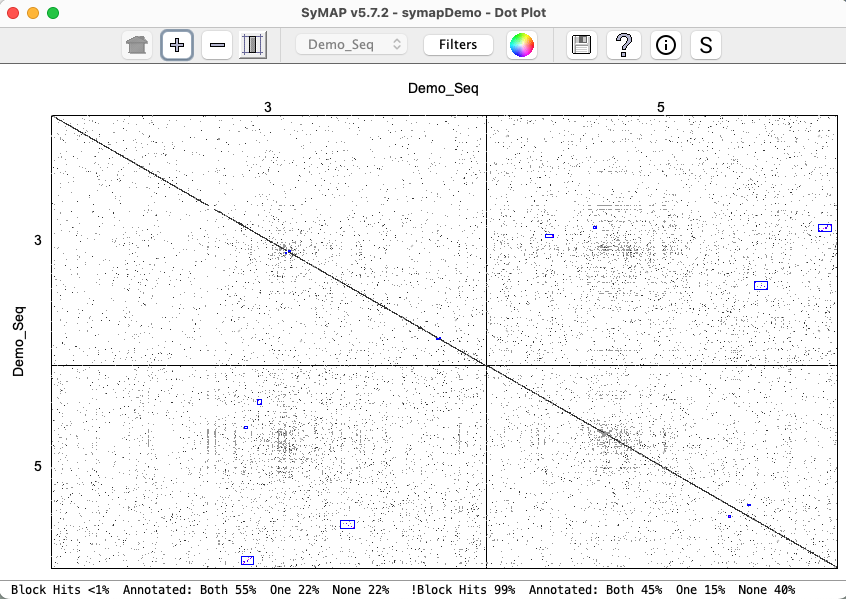 SyMAP v5.7.2 - symapDemo - Dot Plot
Demo_Seq Filters ? S
Demo_Seq
3 5
3
Demo_Seq
5
Block Hits <1% Annotated: Both 55% One 22% None 22% !Block Hits 99% Annotated: Both 45% One 15% None 40%